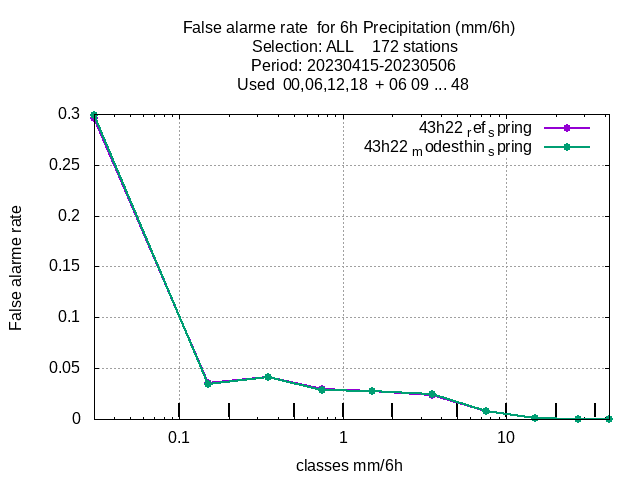 False alarme rate  for 6h Precipitation (mm/6h)
Selection: ALL    172 stations
Period: 20230415-20230506
Used  00,06,12,18  + 06 09 ... 48
43h22 ref spring
43h22 modesthin spring
0.3
0.25
0.2
0.15
0.1
0.05
0
False alarme rate
0.1 1 10
classes mm/6h